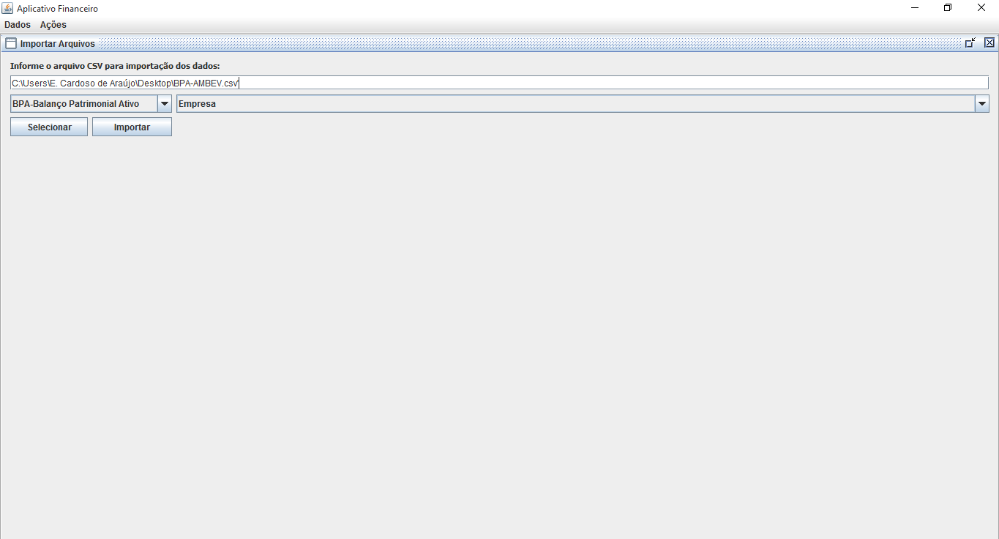 Aplicativo Financeiro
Dados Ações
Importar Arquivos
Informe o arquivo CSV para importação dos dados:
C:\Users\E. Cardoso de Araújo\Desktop\BPA-AMBEV.csv
BPA-Balanço Patrimonial Ativo Empresa
Selecionar Importar